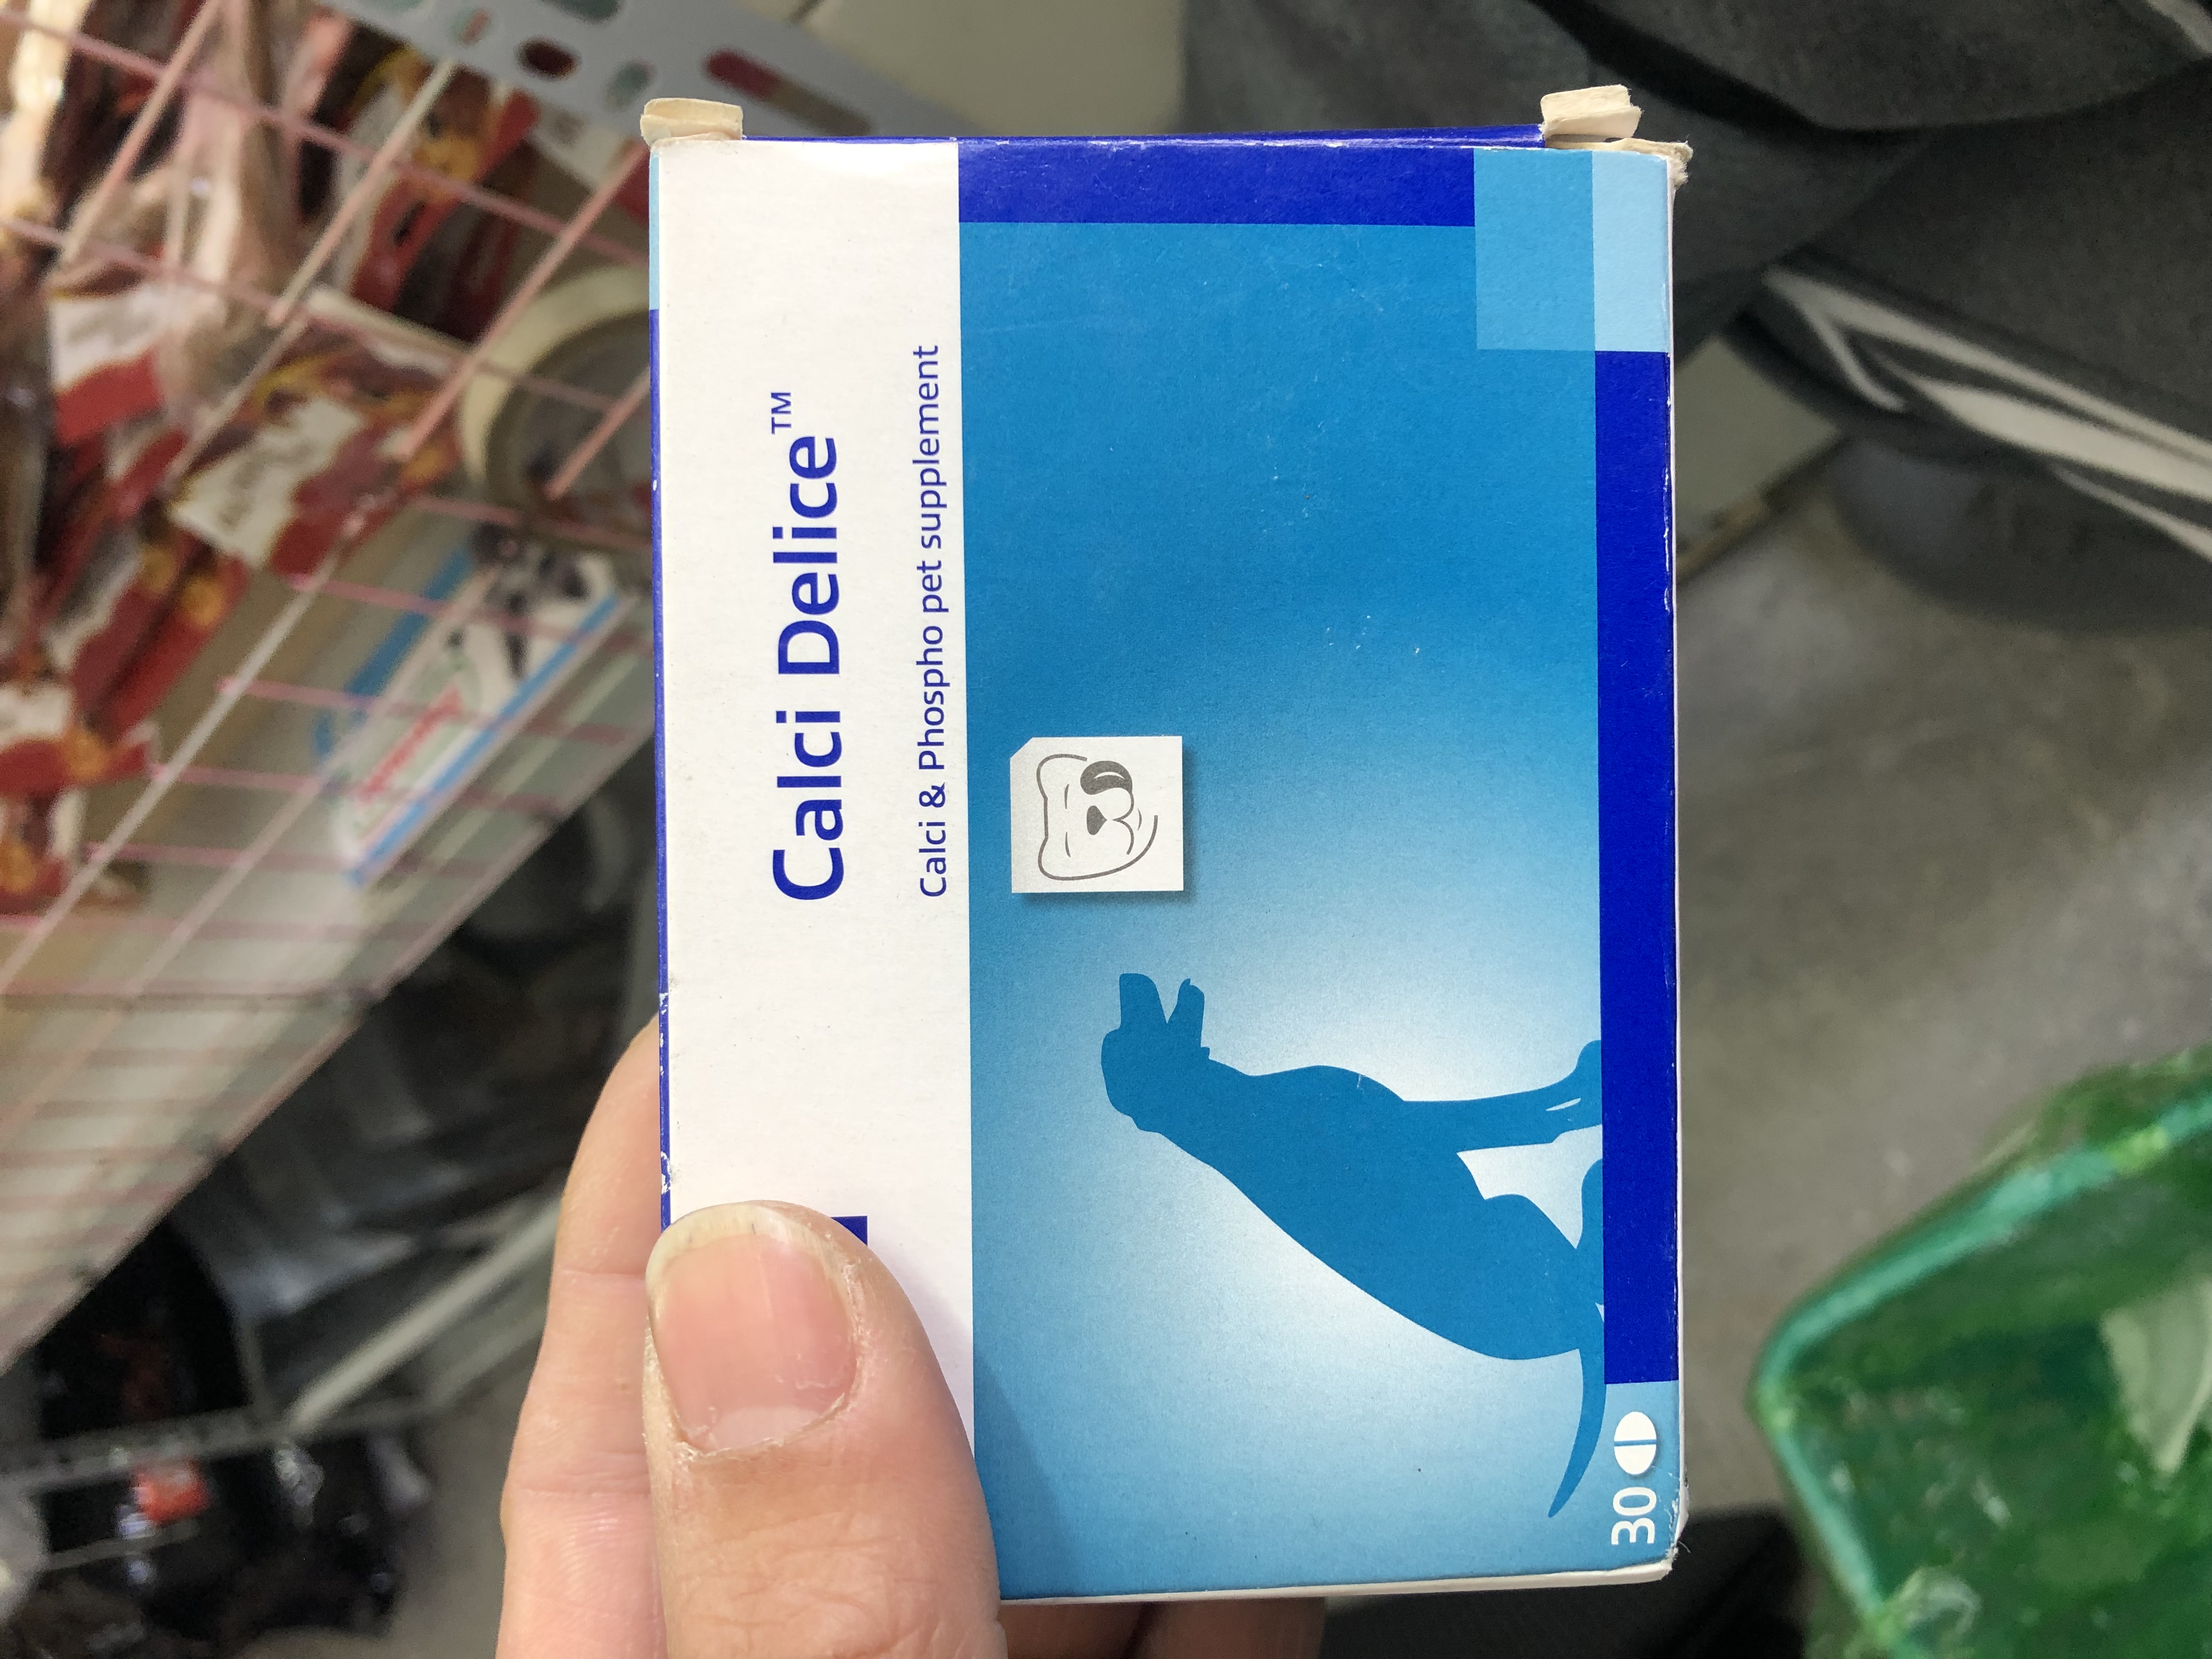 Calci Delice™
Calci & Phospho pet supplement
30